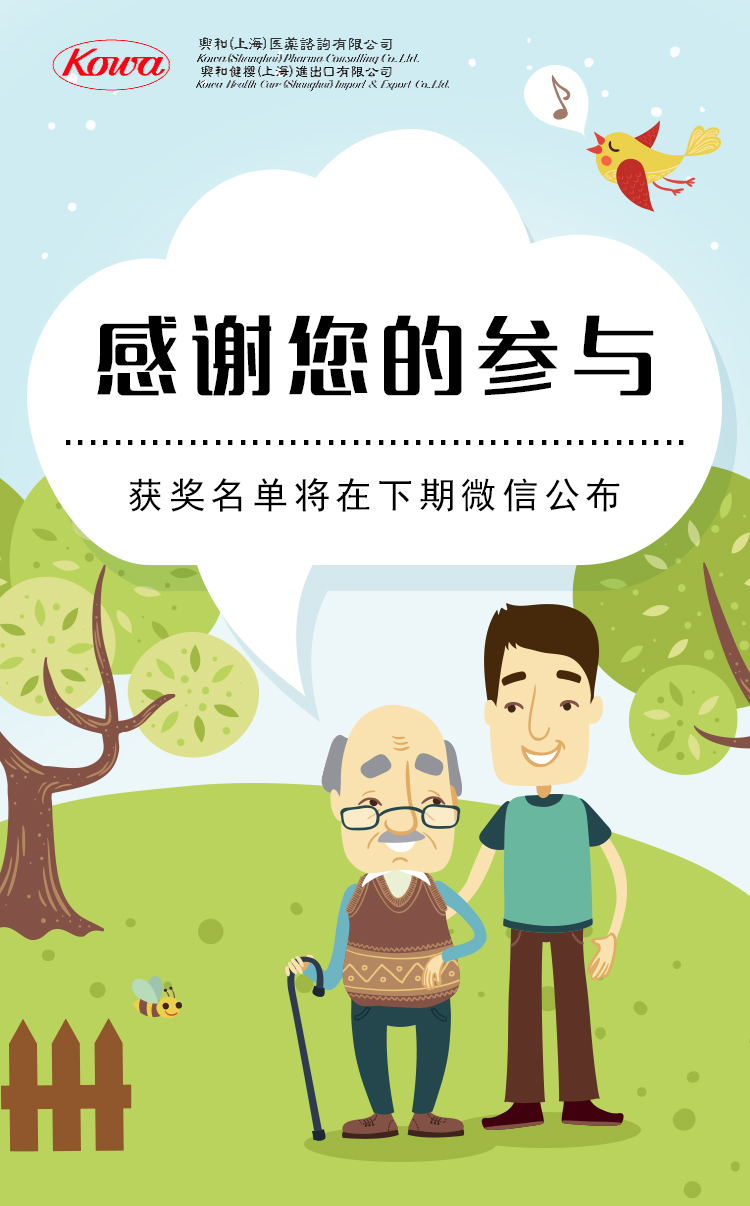 Kowa
興和(上海)医薬諮詢有限公司
Kowa(Shanghai)Pharma Consulting Co.,Ltd.
興和健櫻(上海)進出口有限公司
Kowa Health Care(Shanghai)Import & Export Co.,Ltd.
感谢您的参与
获奖名单将在下期微信公布